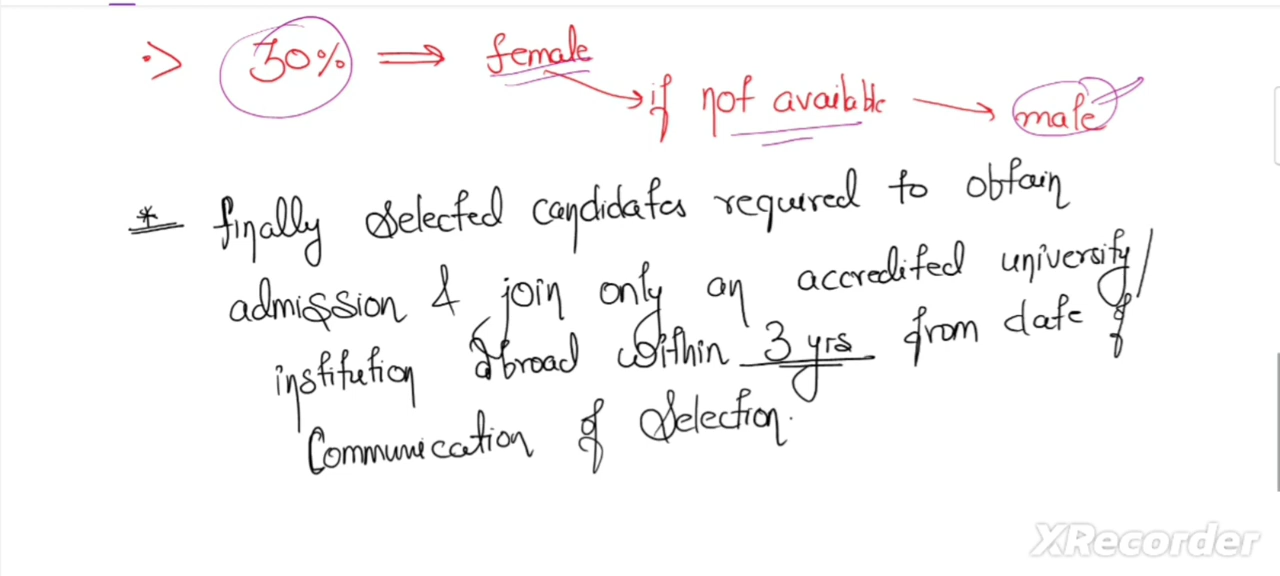 ·> 30% ⟹ female
if not available → male
* finally selected candidates required to obtain
admission & join only an accredited university/
institution abroad within 3 yrs from date of
Communication of Selection.
XRecorder